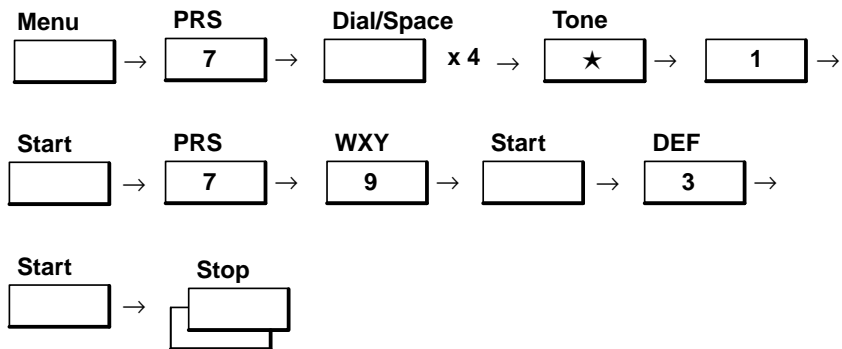 Menu PRS Dial/Space Tone
→ 7 → x 4 → ★ → 1 →
Start PRS WXY Start DEF
→ 7 → 9 → → 3 →
Start Stop
→